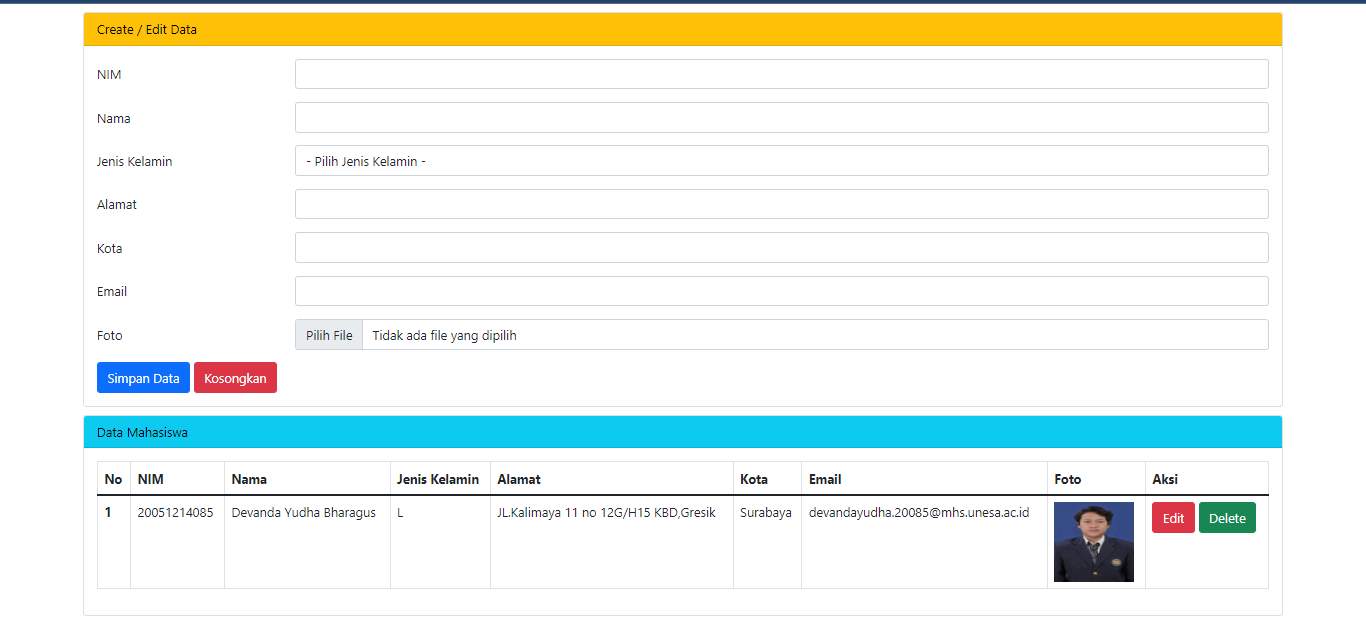 Create / Edit Data
NIM
Nama
Jenis Kelamin - Pilih Jenis Kelamin -
Alamat
Kota
Email
Foto Pilih File Tidak ada file yang dipilih
Simpan Data Kosongkan
Data Mahasiswa
No NIM Nama Jenis Kelamin Alamat Kota Email Foto Aksi
1 20051214085 Devanda Yudha Bharagus L JL.Kalimaya 11 no 12G/H15 KBD,Gresik Surabaya devandayudha.20085@mhs.unesa.ac.id Edit Delete